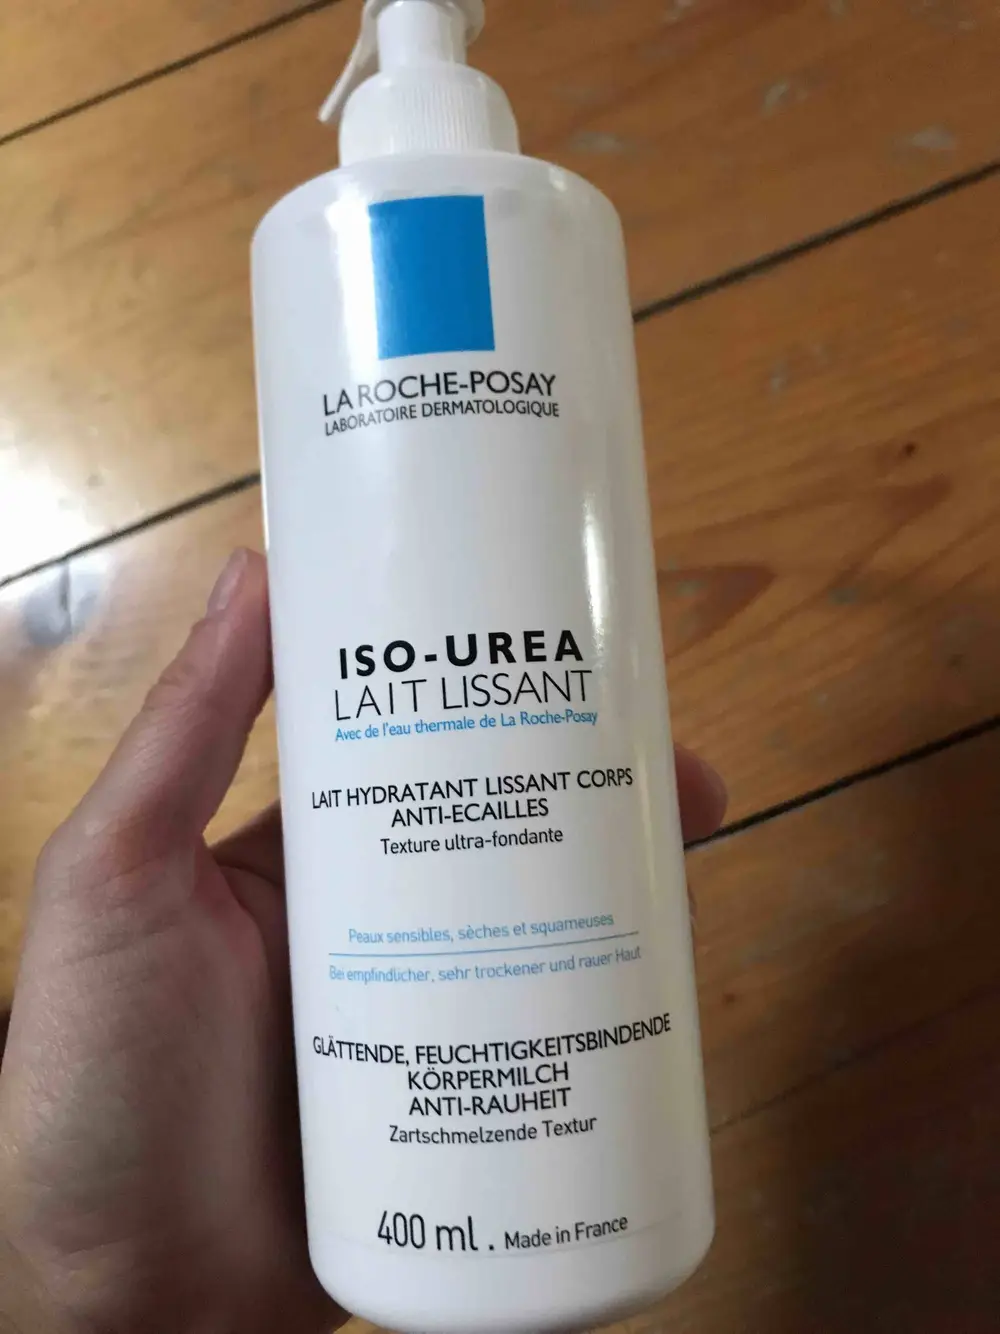 LA ROCHE-POSAY
LABORATOIRE DERMATOLOGIQUE
ISO-UREA
LAIT LISSANT
Avec de l'eau thermale de La Roche-Posay
LAIT HYDRATANT LISSANT CORPS
ANTI-ECAILLES
Texture ultra-fondante
Peaux sensibles, sèches et squameuses
Bei empfindlicher, sehr trockener und rauer Haut
GLÄTTENDE, FEUCHTIGKEITSBINDENDE
KÖRPERMILCH
ANTI-RAUHEIT
Zartschmelzende Textur
400 ml . Made in France